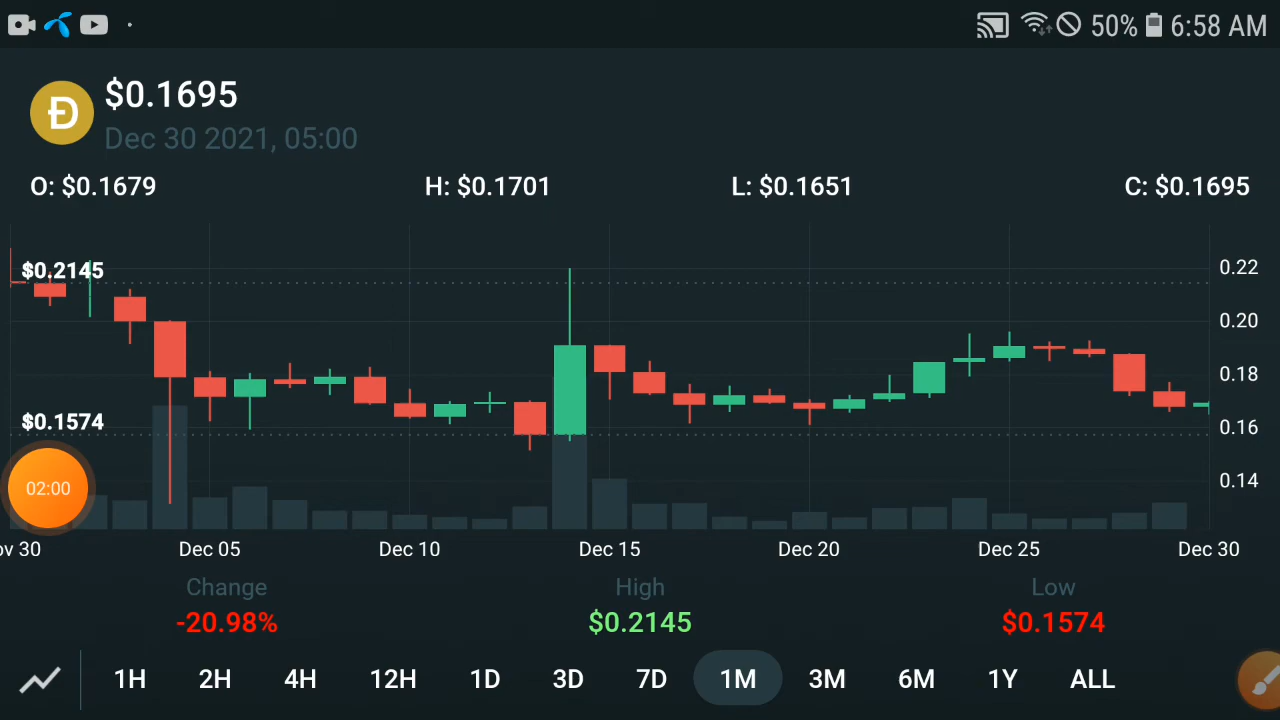 50% 6:58 AM
$0.1695
Dec 30 2021, 05:00
O: $0.1679 H: $0.1701 L: $0.1651 C: $0.1695
$0.2145
0.22
0.20
0.18
$0.1574
0.16
0.14
02:00
ov 30 Dec 05 Dec 10 Dec 15 Dec 20 Dec 25 Dec 30
Change High Low
-20.98% $0.2145 $0.1574
1H 2H 4H 12H 1D 3D 7D 1M 3M 6M 1Y ALL